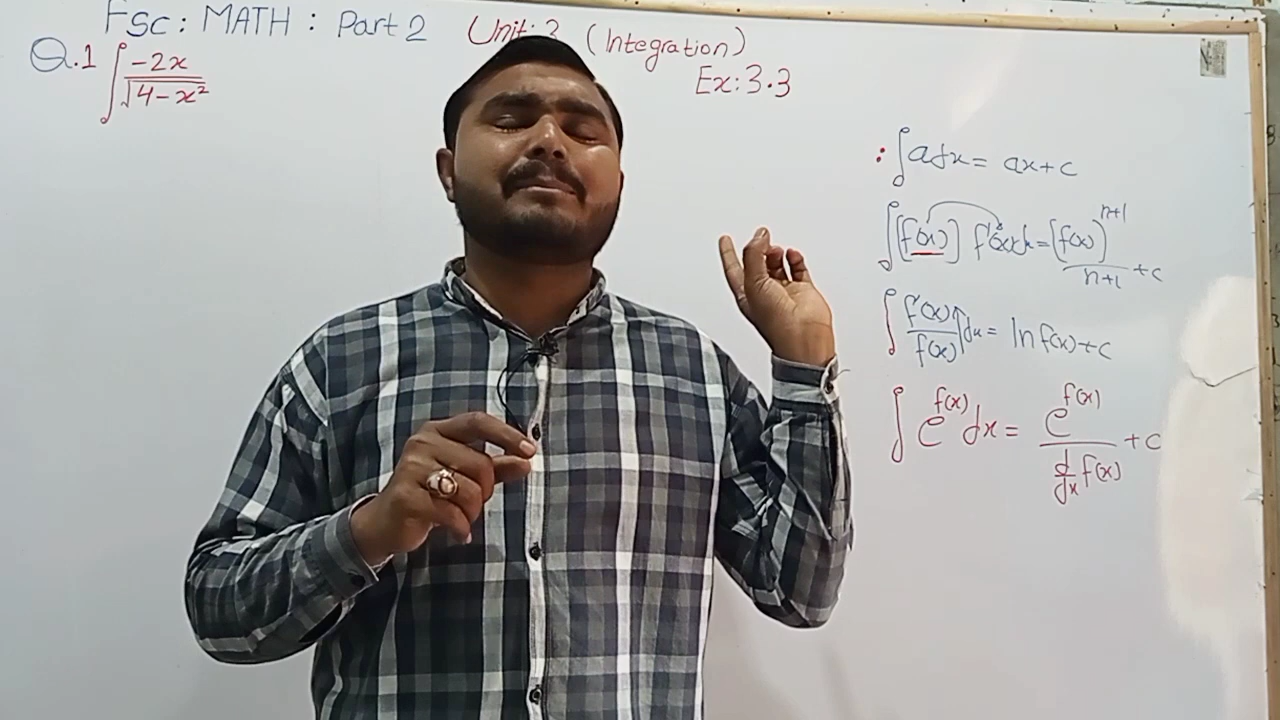 FSC: MATH: Part 2 Unit: 3 (Integration)
Q.1 ∫ -2x / √(4-x²)
Ex: 3.3
: ∫ a dx = ax + c
∫ [f(x)] f'(x) dx = [f(x)]^(n+1) / (n+1) + c
∫ f'(x) / f(x) dx = ln f(x) + c
∫ e^(f(x)) dx = e^(f(x)) / (d/dx f(x)) + c